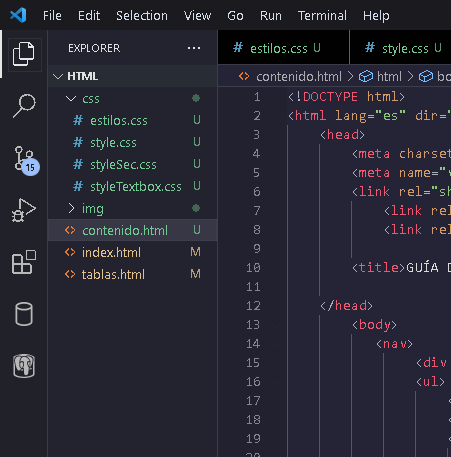 File Edit Selection View Go Run Terminal Help
EXPLORER ···
HTML
css
estilos.css U
style.css U
styleSec.css U
styleTextbox.css U
img
contenido.html U
index.html M
tablas.html M
15
# estilos.css U
# style.css U
contenido.html > html > bo
1 <!DOCTYPE html>
2 <html lang="es" dir="
3 <head>
4 <meta charset
5 <meta name="v
6 <link rel="sh
7 <link rel
8 <link rel
9
10 <title>GUÍA D
11
12 </head>
13 <body>
14 <nav>
15 <div
16 <ul>
17 <
18 <
19 <
20